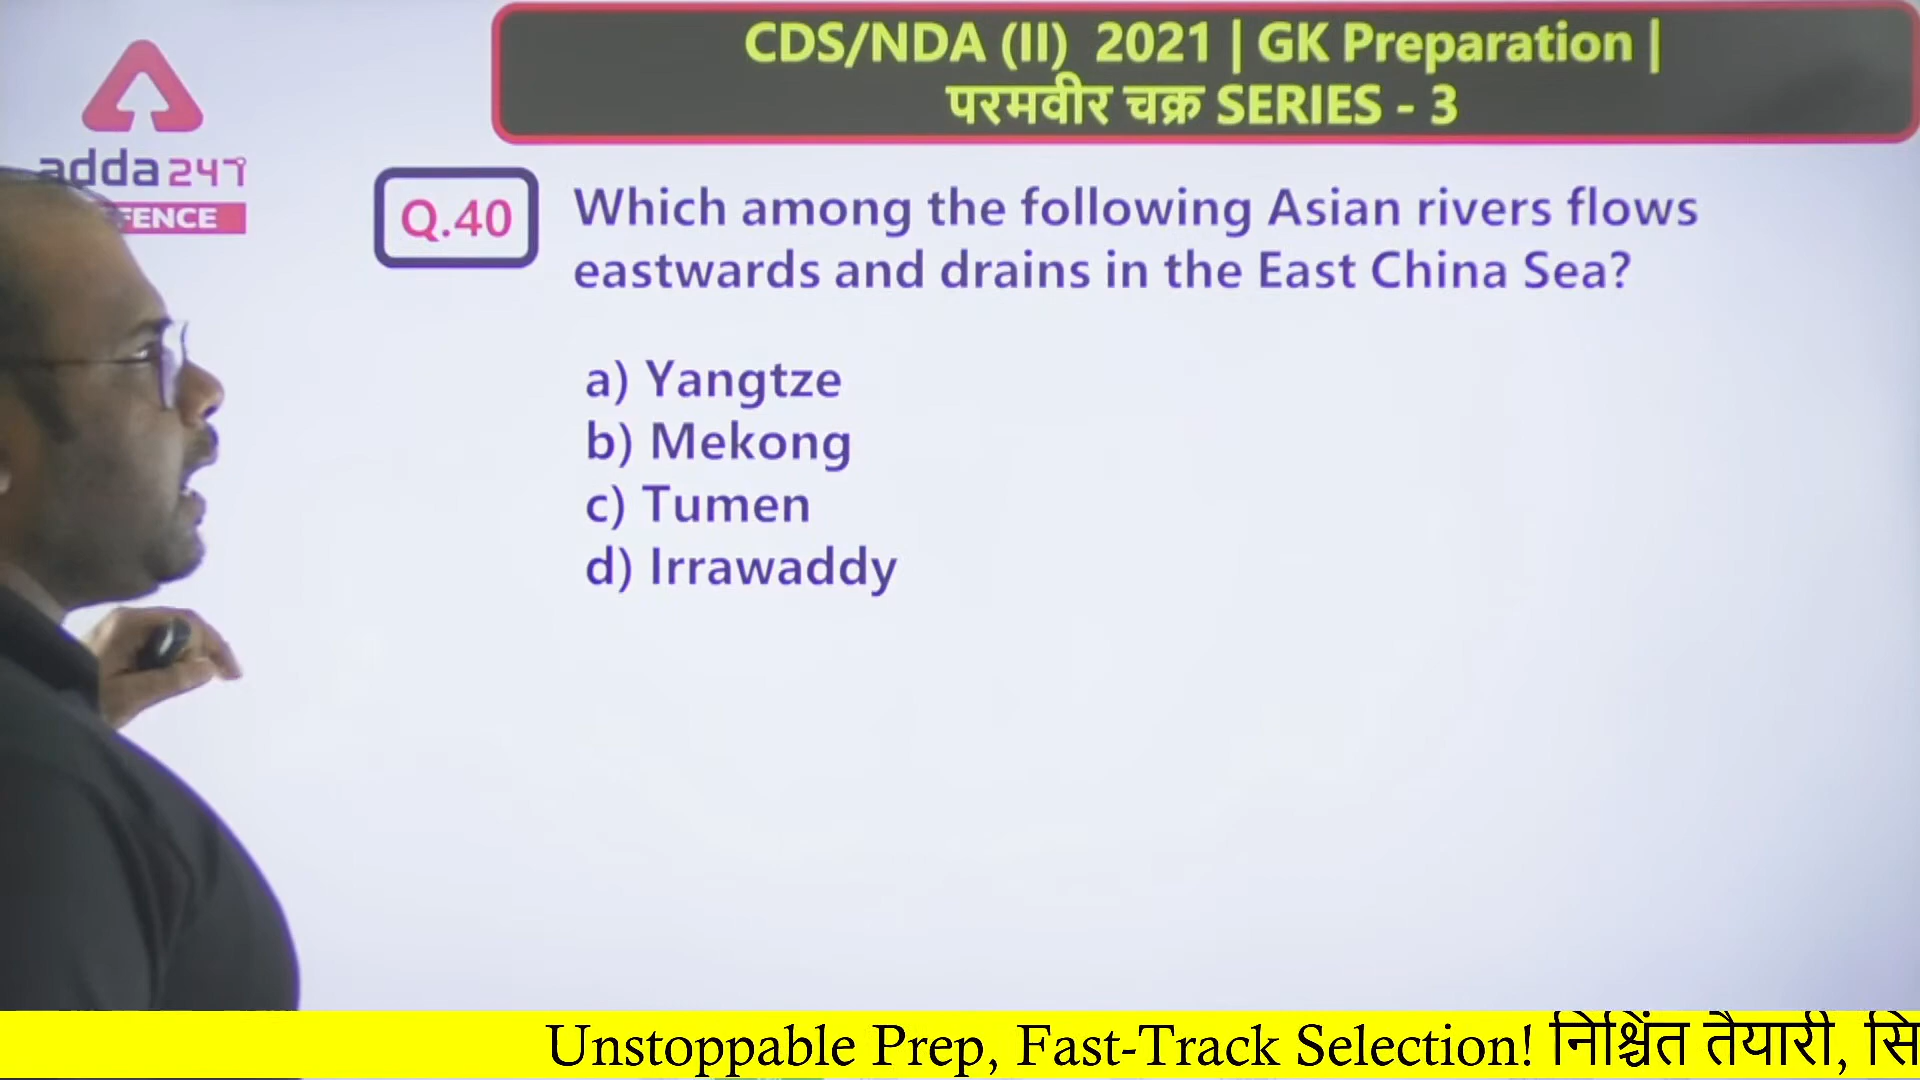 CDS/NDA (II) 2021 | GK Preparation |
परमवीर चक्र SERIES - 3
adda247
FENCE
Q.40
Which among the following Asian rivers flows
eastwards and drains in the East China Sea?
a) Yangtze
b) Mekong
c) Tumen
d) Irrawaddy
Unstoppable Prep, Fast-Track Selection! निश्चिंत तैयारी, सि